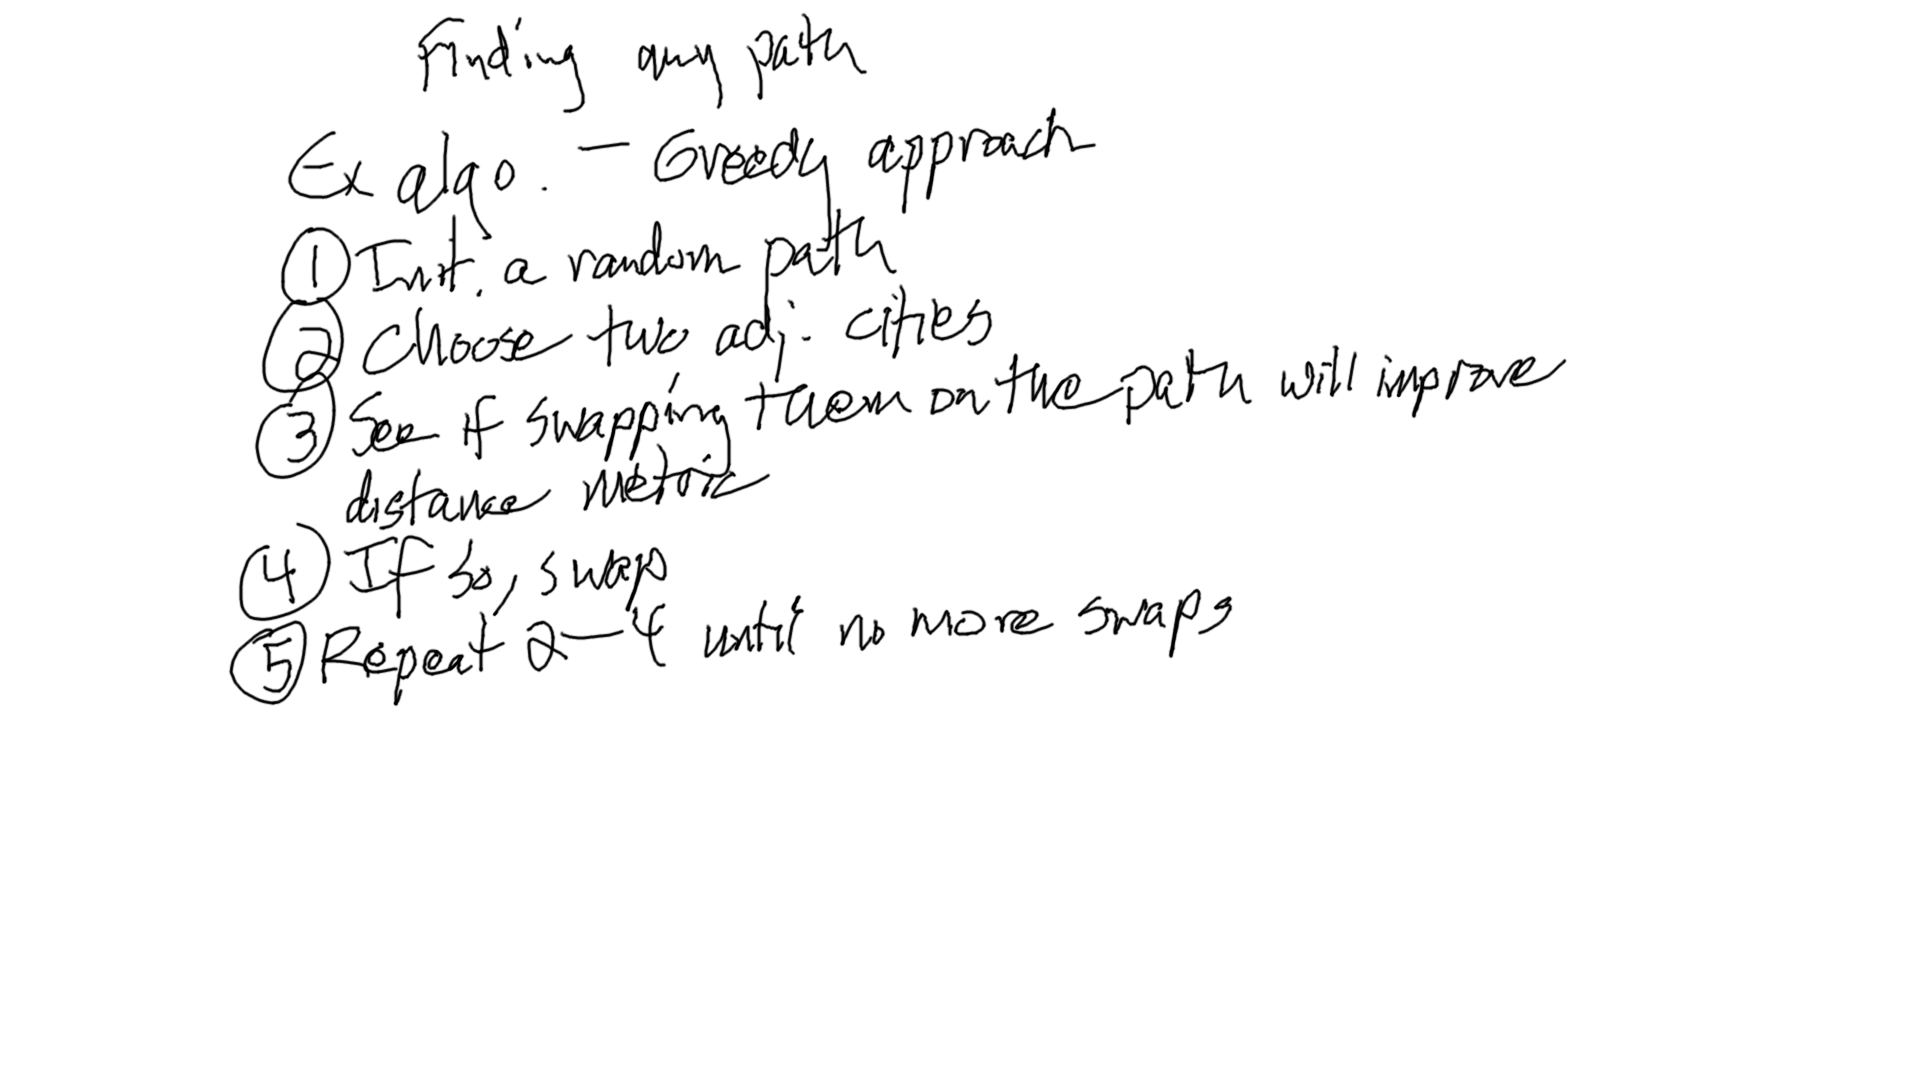 Finding any path
Ex algo. - Greedy approach
① Init. a random path
② Choose two adj. cities
③ See if swapping them on the path will improve
distance metric
④ If so, swap
⑤ Repeat 2-4 until no more swaps